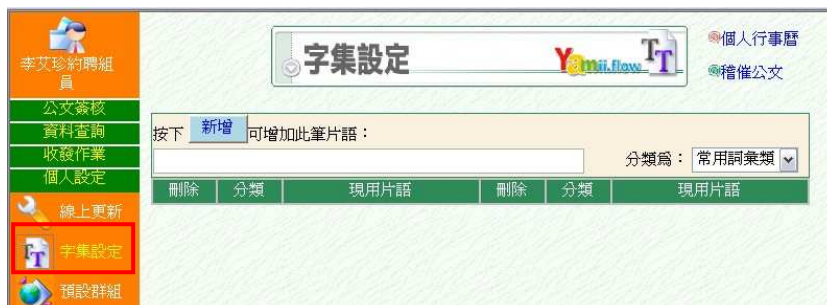 李艾珍約聘組
員
公文簽核
資料查詢
收發作業
個人設定
線上更新
字集設定
預設群組
字集設定
Yamii.flow
個人行事曆
稽催公文
按下 新增 可增加此筆片語：
分類為： 常用詞彙類
刪除 分類 現用片語 刪除 分類 現用片語